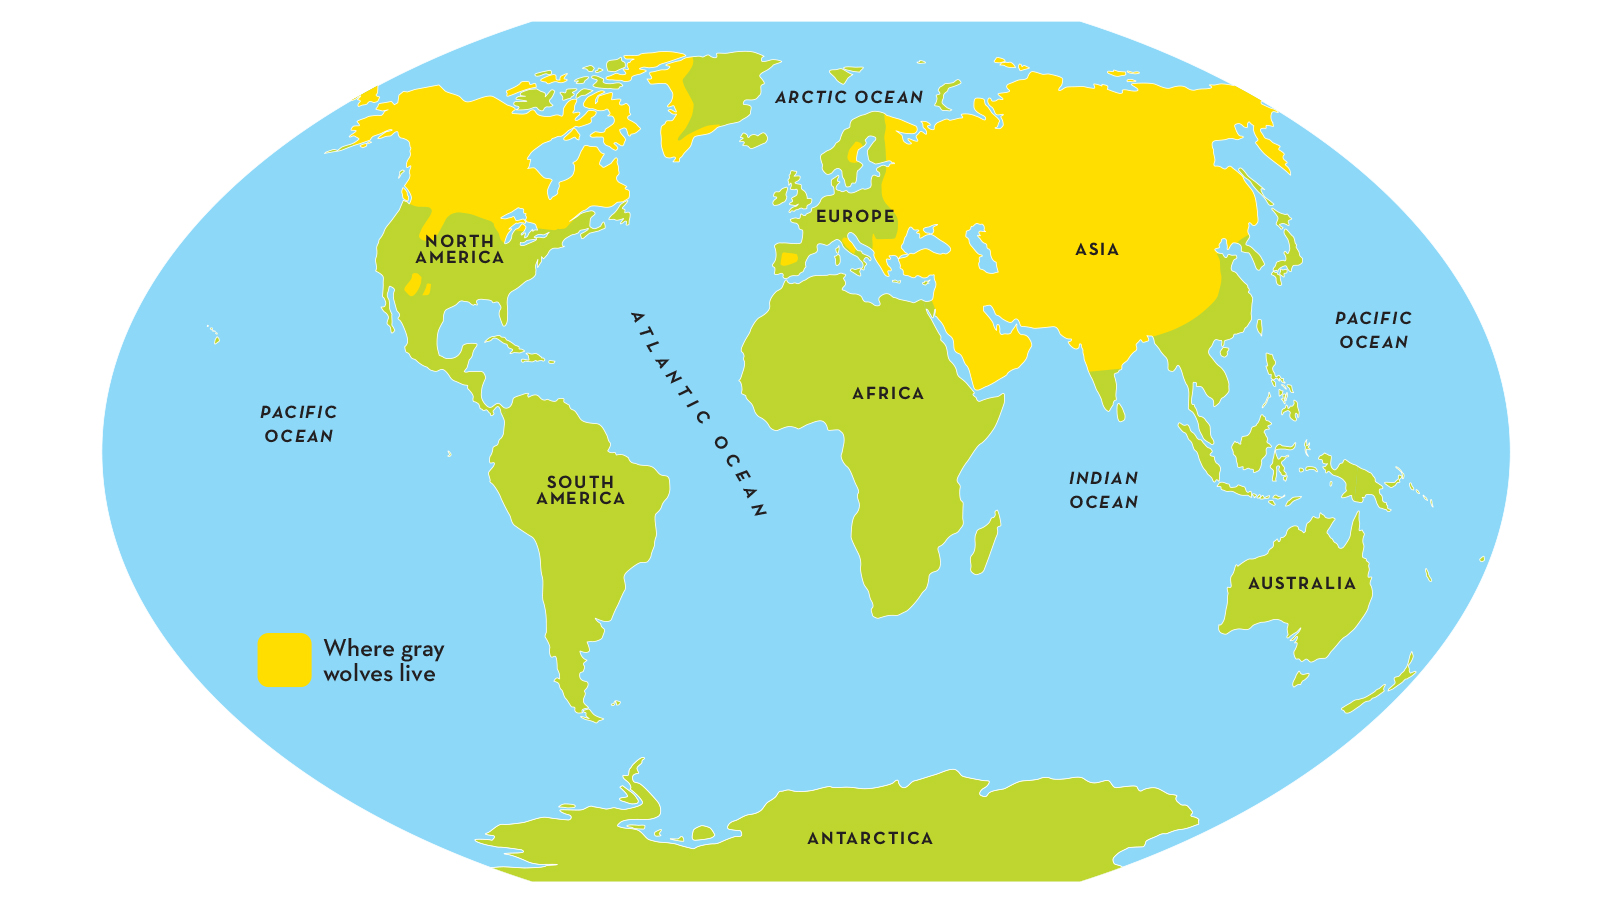 ARCTIC OCEAN
EUROPE
NORTH
AMERICA
ASIA
ATLANTIC OCEAN
PACIFIC
OCEAN
AFRICA
PACIFIC
OCEAN
SOUTH
AMERICA
INDIAN
OCEAN
AUSTRALIA
Where gray
wolves live
ANTARCTICA